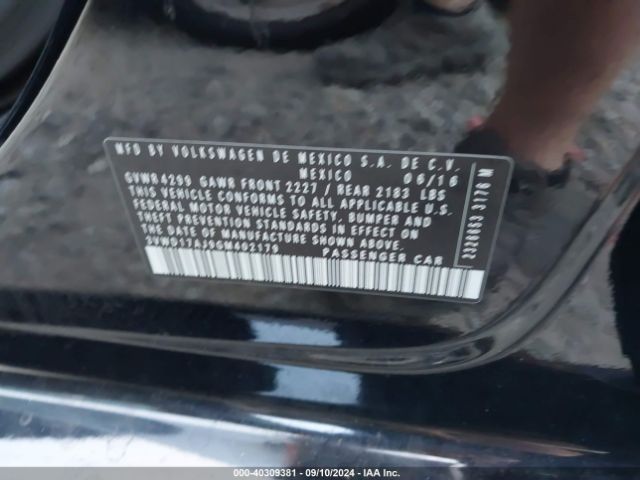 MFD BY VOLKSWAGEN DE MEXICO S.A. DE C.V.
MEXICO 06/16
GVWR 4299 GAWR FRONT 2227 / REAR 2183 LBS
THIS VEHICLE CONFORMS TO ALL APPLICABLE U.S.
FEDERAL MOTOR VEHICLE SAFETY, BUMPER AND
THEFT PREVENTION STANDARDS IN EFFECT ON
THE DATE OF MANUFACTURE SHOWN ABOVE.
PASSENGER CAR
000-40309381 - 09/10/2024 - IAA Inc.